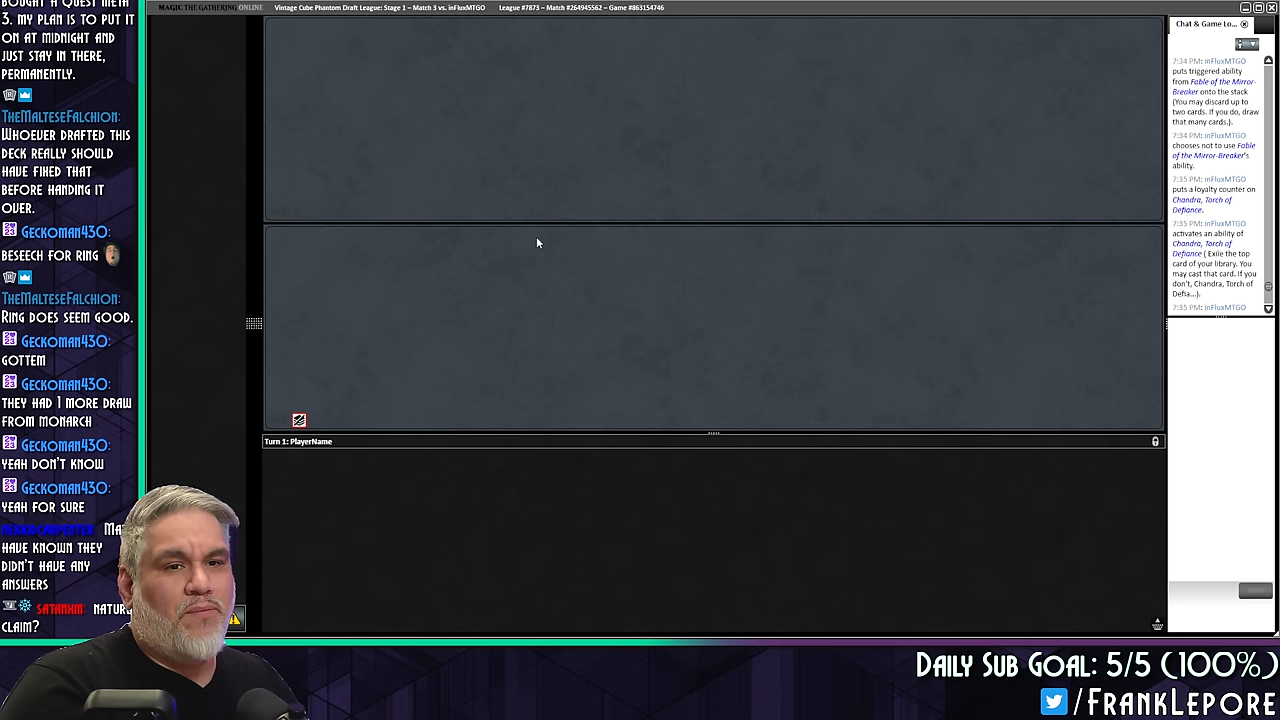 BOUGHT A QUEST META
3. MY PLAN IS TO PUT IT
ON AT MIDNIGHT AND
JUST STAY IN THERE,
PERMANENTLY.
TheMalteseFalchion:
Whoever drafted this
deck really should
have fixed that
before handing it
over.
Geckoman430:
beseech for ring
TheMalteseFalchion:
Ring does seem good.
Geckoman430:
gottem
Geckoman430:
they had 1 more draw
from monarch
Geckoman430:
yeah don't know
Geckoman430:
yeah for sure
have known they
didn't have any
answers
claim?
MAGIC THE GATHERING ONLINE
Vintage Cube Phantom Draft League: Stage 1 – Match 3 vs. inFluxMTGO
League #7873 – Match #264945562 – Game #863154746
Turn 1: PlayerName
Chat & Game Lo...
7:34 PM: inFluxMTGO
puts triggered ability
from Fable of the Mirror-
Breaker onto the stack
(You may discard up to
two cards. If you do, draw
that many cards.).
7:34 PM: inFluxMTGO
chooses not to use Fable
of the Mirror-Breaker's
ability.
7:35 PM: inFluxMTGO
puts a loyalty counter on
Chandra, Torch of
Defiance.
7:35 PM: inFluxMTGO
activates an ability of
Chandra, Torch of
Defiance ( Exile the top
card of your library. You
may cast that card. If you
don't, Chandra, Torch of
Defia...).
7:35 PM: inFluxMTGO
Daily Sub Goal: 5/5 (100%)
/FrankLepore